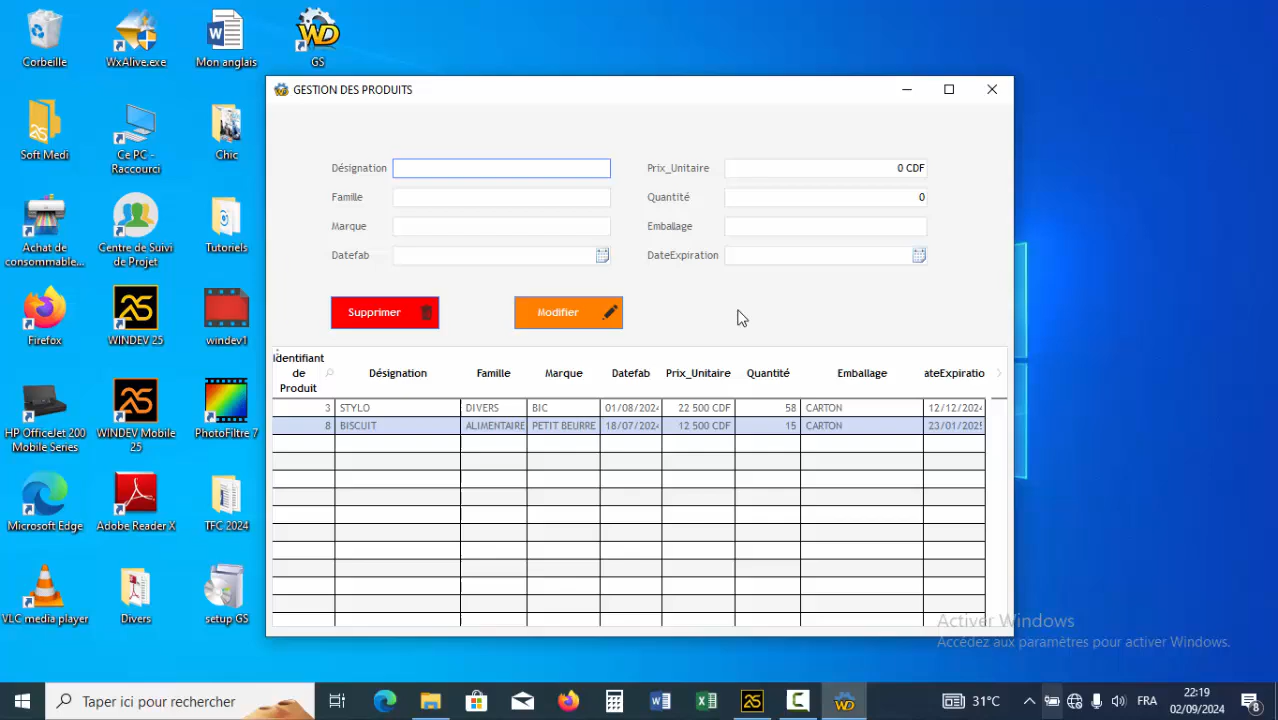 Corbeille
WxAlive.exe
Mon anglais
GS
Soft Medi
Ce PC - Raccourci
Chic
Achat de consommable...
Centre de Suivi de Projet
Tutoriels
Firefox
WINDEV 25
windev1
HP OfficeJet 200 Mobile Series
WINDEV Mobile 25
PhotoFiltre 7
Microsoft Edge
Adobe Reader X
TFC 2024
VLC media player
Divers
setup GS
GESTION DES PRODUITS
Désignation
Prix_Unitaire 0 CDF
Famille
Quantité 0
Marque
Emballage
Datefab
DateExpiration
Supprimer
Modifier
Identifiant de Produit Désignation Famille Marque Datefab Prix_Unitaire Quantité Emballage ateExpiratio
3 STYLO DIVERS BIC 01/08/2024 22 500 CDF 58 CARTON 12/12/2024
8 BISCUIT ALIMENTAIRE PETIT BEURRE 18/07/2024 12 500 CDF 15 CARTON 23/01/2025
Activer Windows
Accédez aux paramètres pour activer Windows.
Taper ici pour rechercher
31°C
FRA
22:19
02/09/2024
8